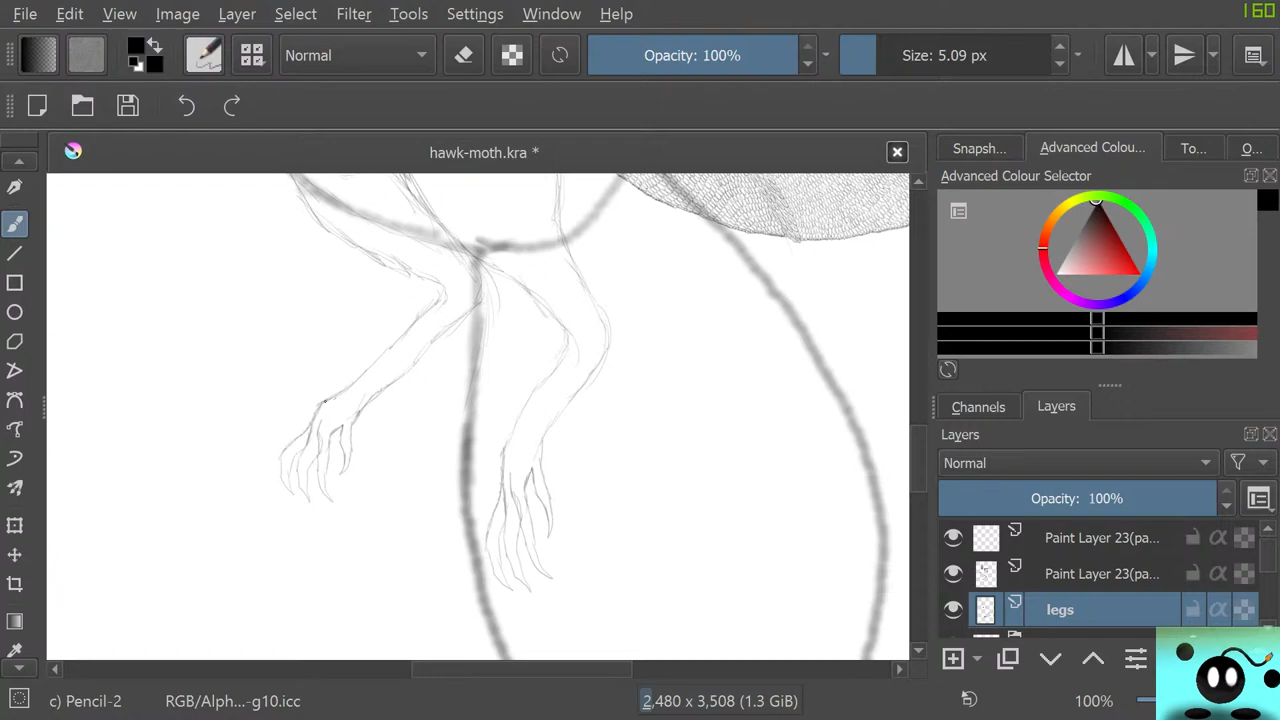 File Edit View Image Layer Select Filter Tools Settings Window Help
160
Normal Opacity: 100% Size: 5.09 px
hawk-moth.kra *
Snapsh... Advanced Colou... To... O...
Advanced Colour Selector
Channels Layers
Layers
Normal
Opacity: 100%
Paint Layer 23(pa...
Paint Layer 23(pa...
legs
c) Pencil-2 RGB/Alph...-g10.icc 2,480 x 3,508 (1.3 GiB) 100%